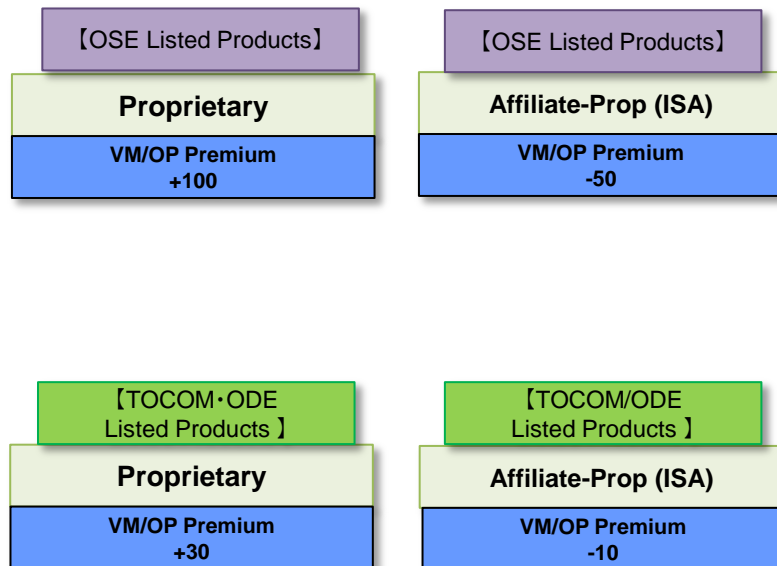 【OSE Listed Products】
Proprietary
VM/OP Premium
+100
【OSE Listed Products】
Affiliate-Prop (ISA)
VM/OP Premium
-50
【TOCOM・ODE
Listed Products 】
Proprietary
VM/OP Premium
+30
【TOCOM/ODE
Listed Products 】
Affiliate-Prop (ISA)
VM/OP Premium
-10